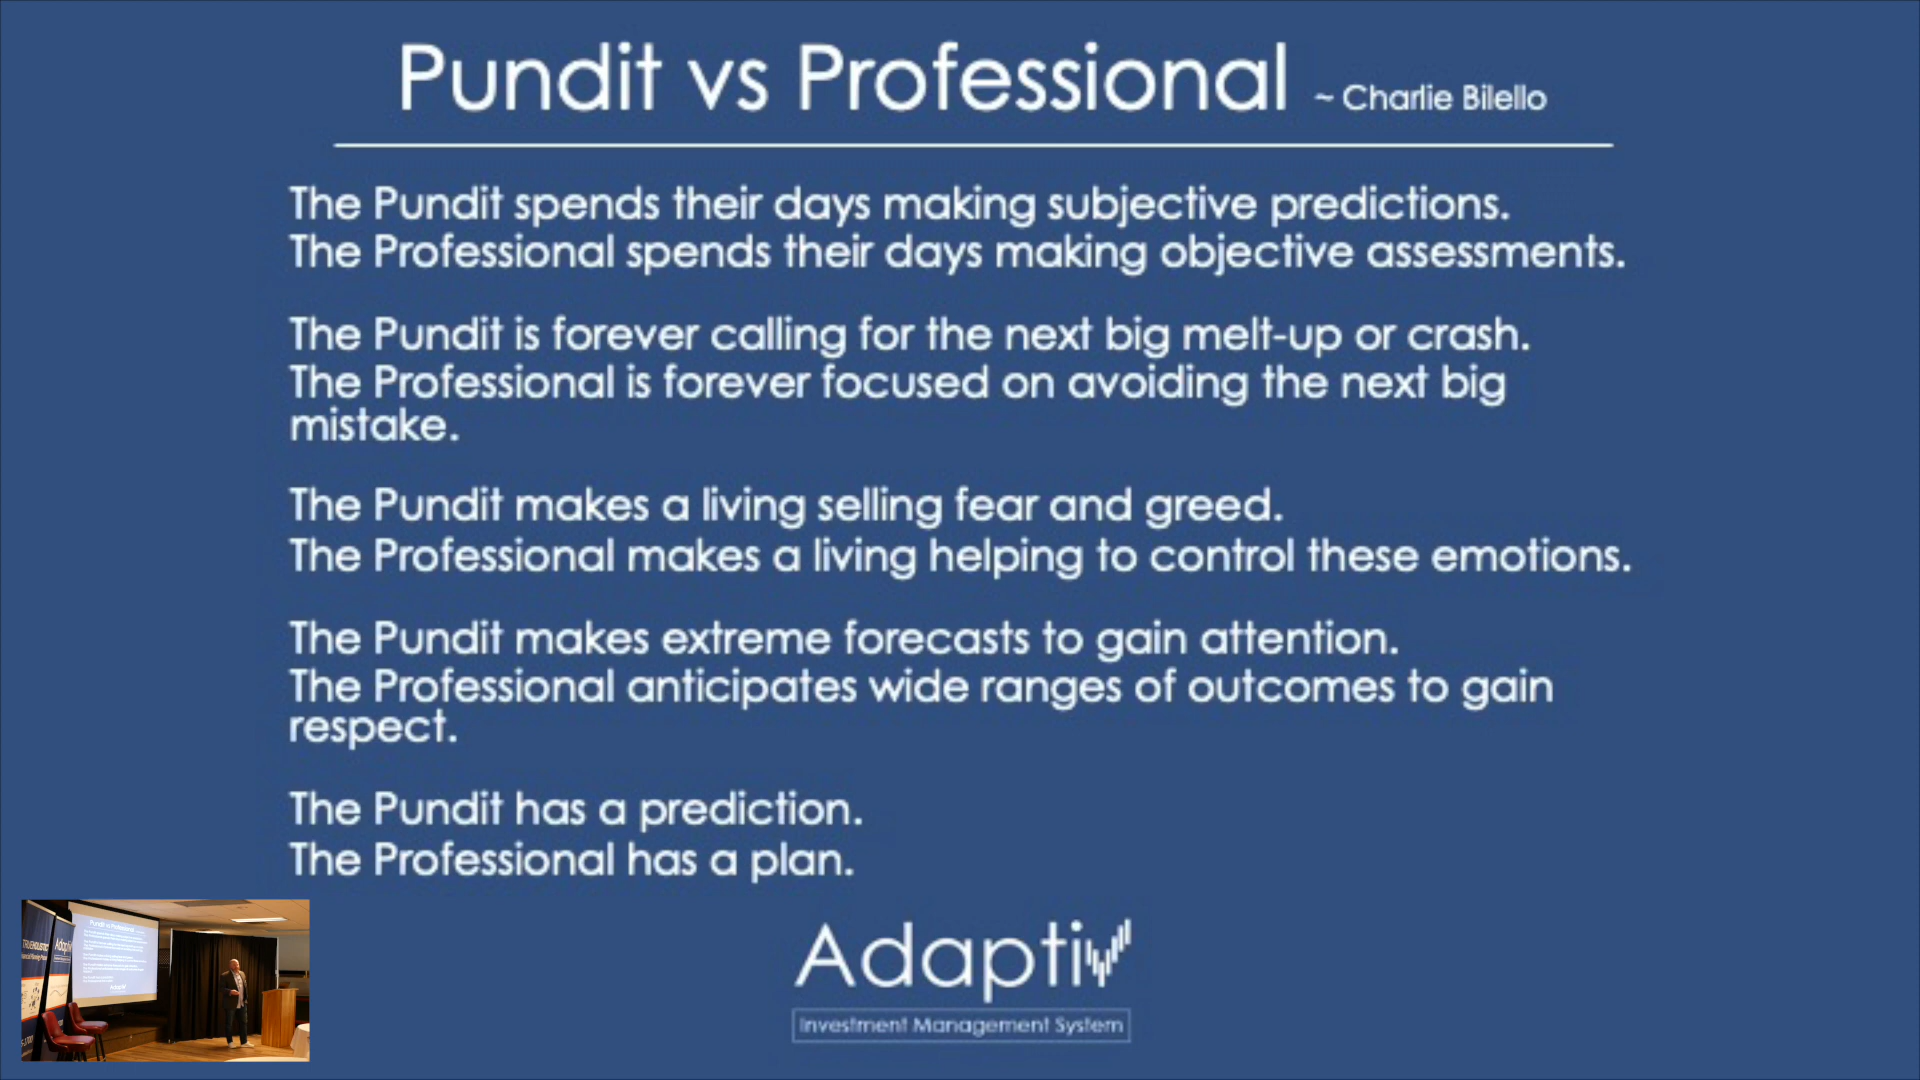 Pundit vs Professional ~ Charlie Bilello
The Pundit spends their days making subjective predictions.
The Professional spends their days making objective assessments.
The Pundit is forever calling for the next big melt-up or crash.
The Professional is forever focused on avoiding the next big
mistake.
The Pundit makes a living selling fear and greed.
The Professional makes a living helping to control these emotions.
The Pundit makes extreme forecasts to gain attention.
The Professional anticipates wide ranges of outcomes to gain
respect.
The Pundit has a prediction.
The Professional has a plan.
Adaptiv
Investment Management System
Pundit vs Professional
Adaptiv